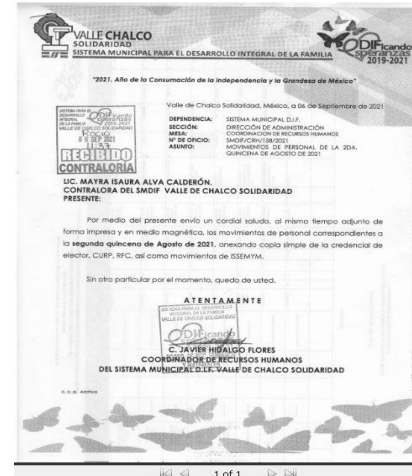 VALLE CHALCO
SOLIDARIDAD
SISTEMA MUNICIPAL PARA EL DESARROLLO INTEGRAL DE LA FAMILIA
ODIFicando
Esperanzas
2019-2021
"2021. Año de la Consumación de la Independencia y la Grandeza de México"
Valle de Chalco Solidaridad, México, a 06 de Septiembre de 2021
DEPENDENCIA: SISTEMA MUNICIPAL D.I.F.
SECCIÓN: DIRECCIÓN DE ADMINISTRACIÓN
MESA: COORDINACION DE RECURSOS HUMANOS
N° DE OFICIO: SMDIF/CRH/158/2021
ASUNTO: MOVIMIENTOS DE PERSONAL DE LA 2DA. QUINCENA DE AGOSTO DE 2021
RECIBIDO
CONTRALORÍA
LIC. MAYRA ISAURA ALVA CALDERÓN.
CONTRALORA DEL SMDIF VALLE DE CHALCO SOLIDARIDAD
PRESENTE:
Por medio del presente envío un cordial saludo, al mismo tiempo adjunto de
forma impresa y en medio magnético, los movimientos de personal correspondientes a
la segunda quincena de Agosto de 2021, anexando copia simple de la credencial de
elector, CURP, RFC, así como movimientos de ISSEMYM.
Sin otro particular por el momento, quedo de usted.
ATENTAMENTE
C. JAVIER HIDALGO FLORES
COORDINADOR DE RECURSOS HUMANOS
DEL SISTEMA MUNICIPAL D.I.F. VALLE DE CHALCO SOLIDARIDAD
c. c. p. Archivo
1 of 1